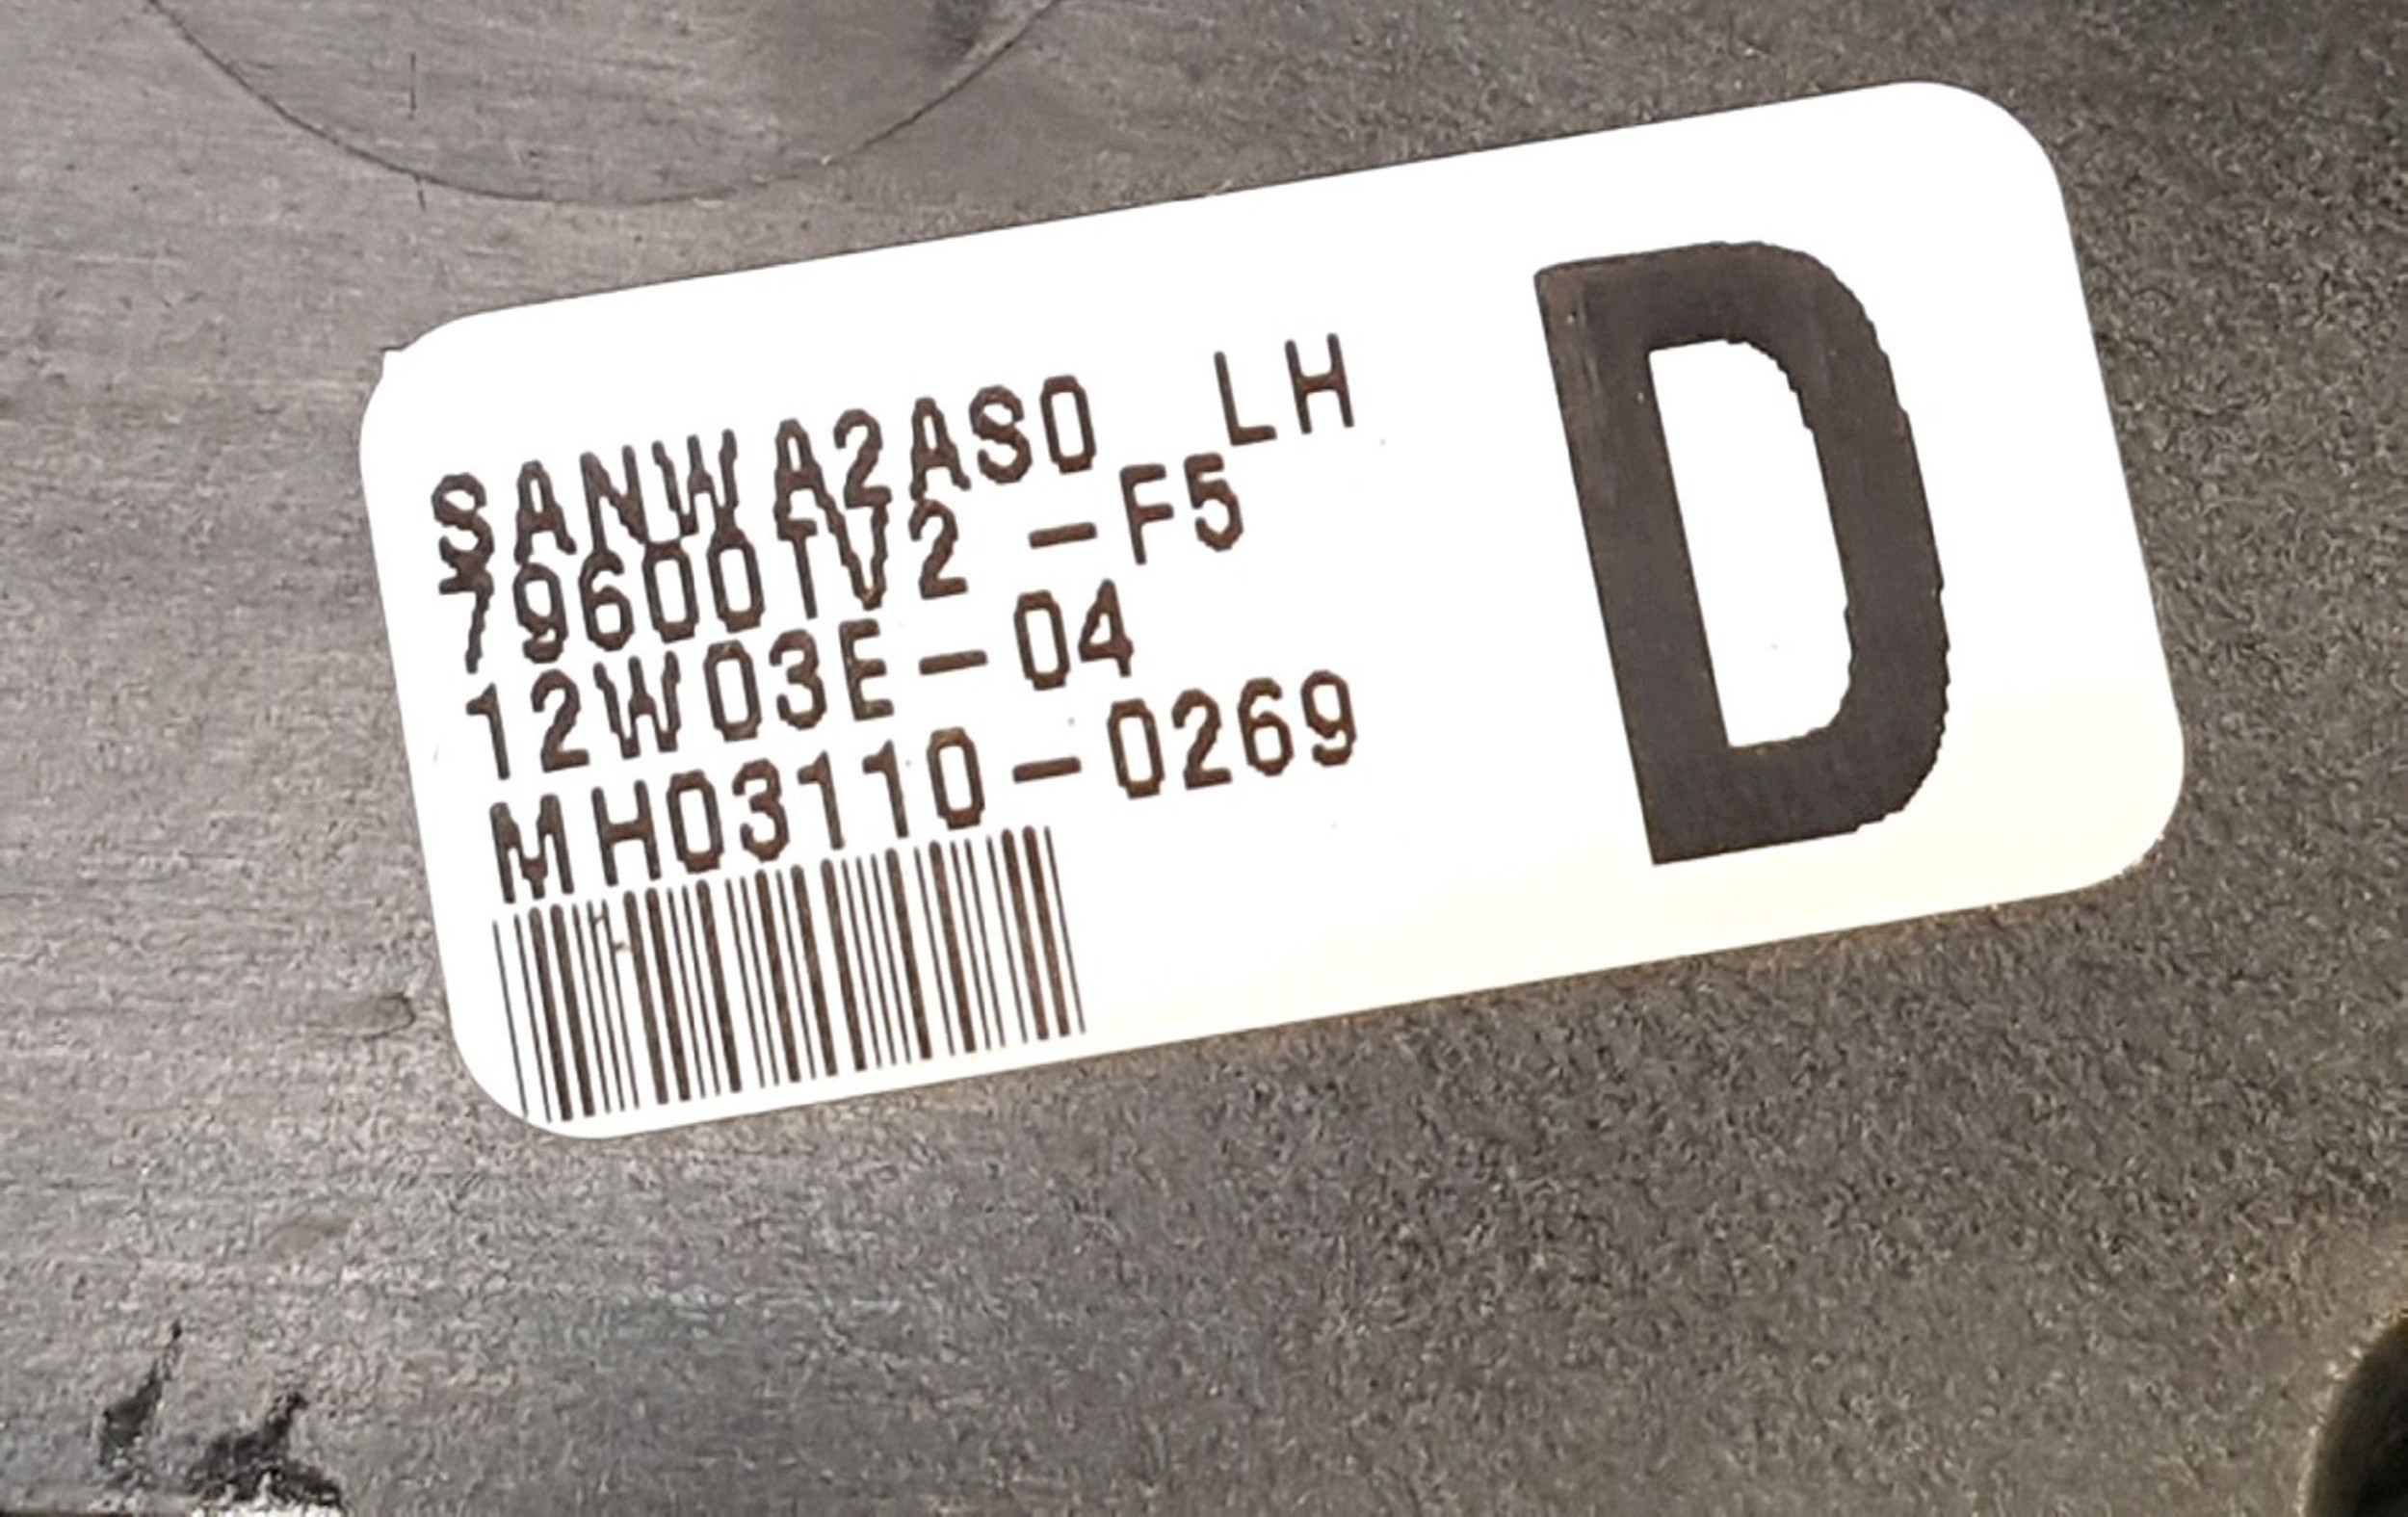 SANWA2AS0 LH
79600TV2 -F5
12W03E-04
MH03110-0269
D